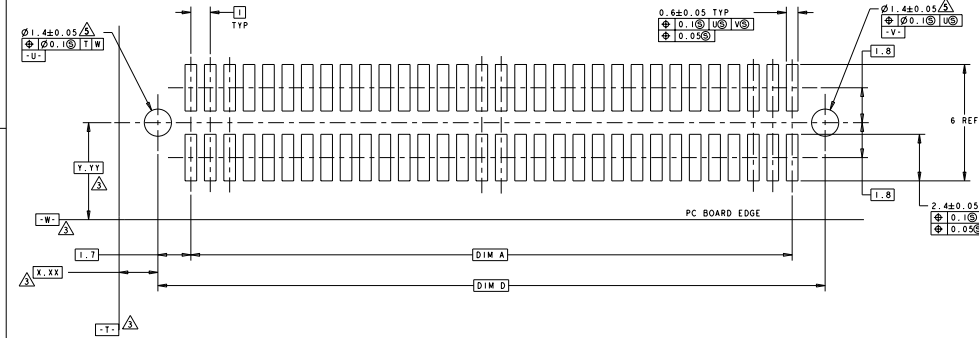 1
TYP
0.6±0.05 TYP
⌖ 0.1Ⓢ UⓈ VⓈ
⌖ 0.05Ⓢ
Ø1.4±0.05 5
⌖ Ø0.1Ⓢ UⓈ
-V-
Ø1.4±0.05 5
⌖ Ø0.1Ⓢ T W
-U-
1.8
6 REF
Y.YY
3
1.8
PC BOARD EDGE
-W-
3
2.4±0.05
⌖ 0.1Ⓢ
⌖ 0.05Ⓢ
1.7
DIM A
X.XX
3
DIM D
-T-
3